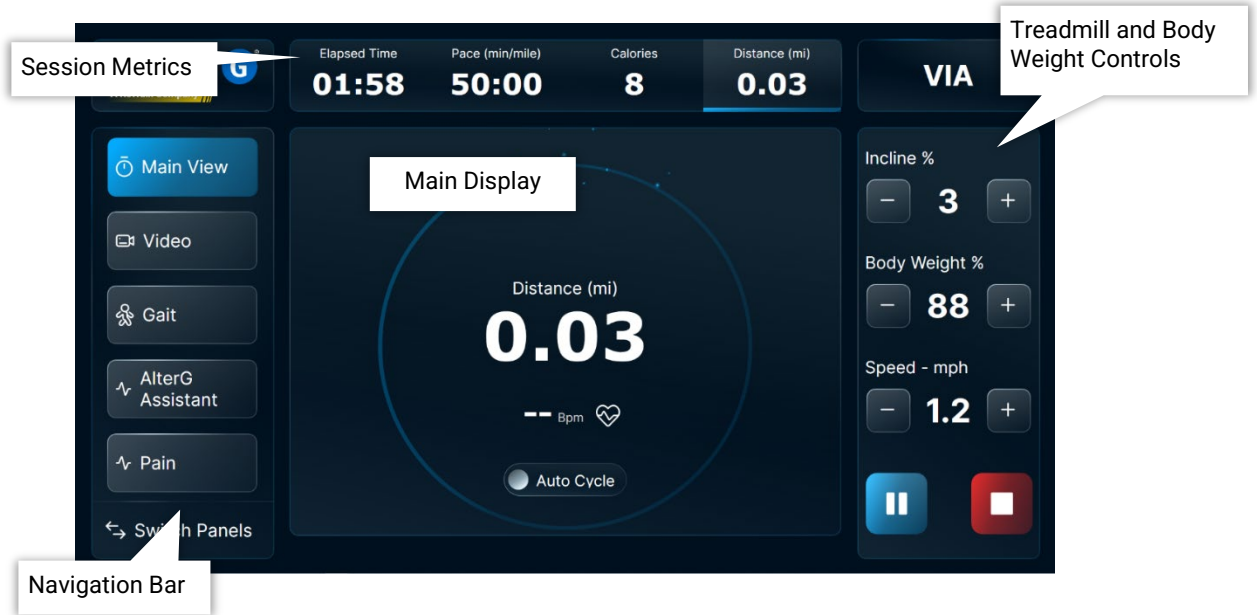 Treadmill and Body
Weight Controls
Session Metrics
G
Elapsed Time
01:58
Pace (min/mile)
50:00
Calories
8
Distance (mi)
0.03
VIA
Main View
Video
Gait
AlterG
Assistant
Pain
Switch Panels
Navigation Bar
Main Display
Distance (mi)
0.03
-- Bpm
Auto Cycle
Incline %
− 3 +
Body Weight %
− 88 +
Speed - mph
− 1.2 +